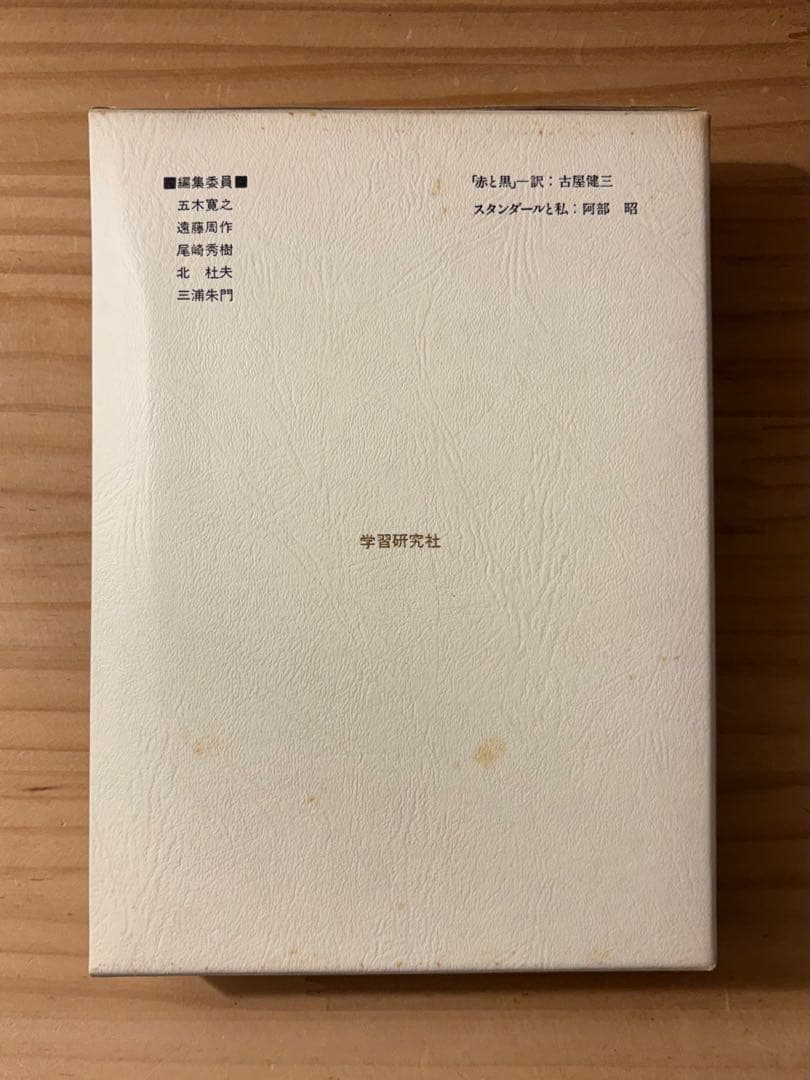 ■編集委員■
五木寛之
遠藤周作
尾崎秀樹
北　杜夫
三浦朱門
「赤と黒」―訳：古屋健三
スタンダールと私：阿部　昭
学習研究社